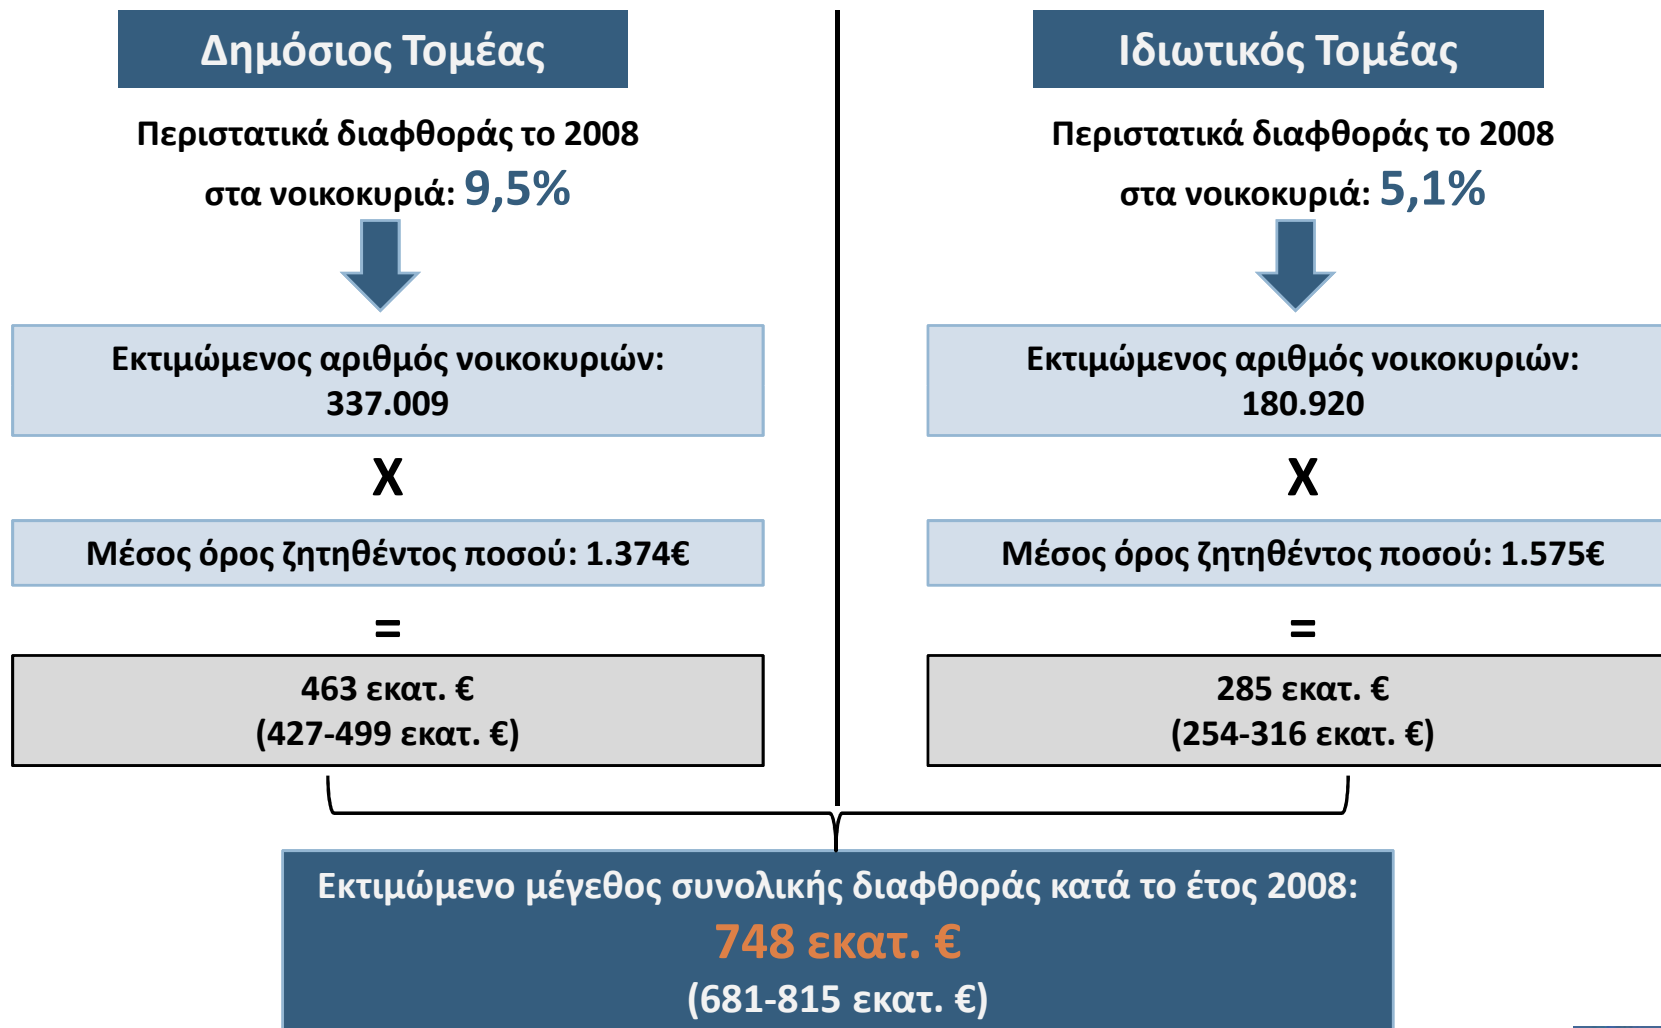 Δημόσιος Τομέας
Περιστατικά διαφθοράς το 2008
στα νοικοκυριά: 9,5%
Εκτιμώμενος αριθμός νοικοκυριών:
337.009
X
Μέσος όρος ζητηθέντος ποσού: 1.374€
=
463 εκατ. €
(427-499 εκατ. €)
Ιδιωτικός Τομέας
Περιστατικά διαφθοράς το 2008
στα νοικοκυριά: 5,1%
Εκτιμώμενος αριθμός νοικοκυριών:
180.920
X
Μέσος όρος ζητηθέντος ποσού: 1.575€
=
285 εκατ. €
(254-316 εκατ. €)
Εκτιμώμενο μέγεθος συνολικής διαφθοράς κατά το έτος 2008:
748 εκατ. €
(681-815 εκατ. €)